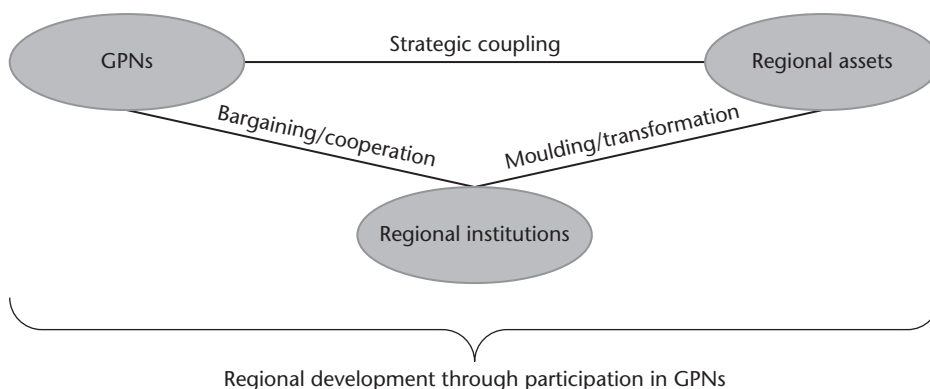 Strategic coupling
GPNs
Regional assets
Bargaining/cooperation
Moulding/transformation
Regional institutions
Regional development through participation in GPNs